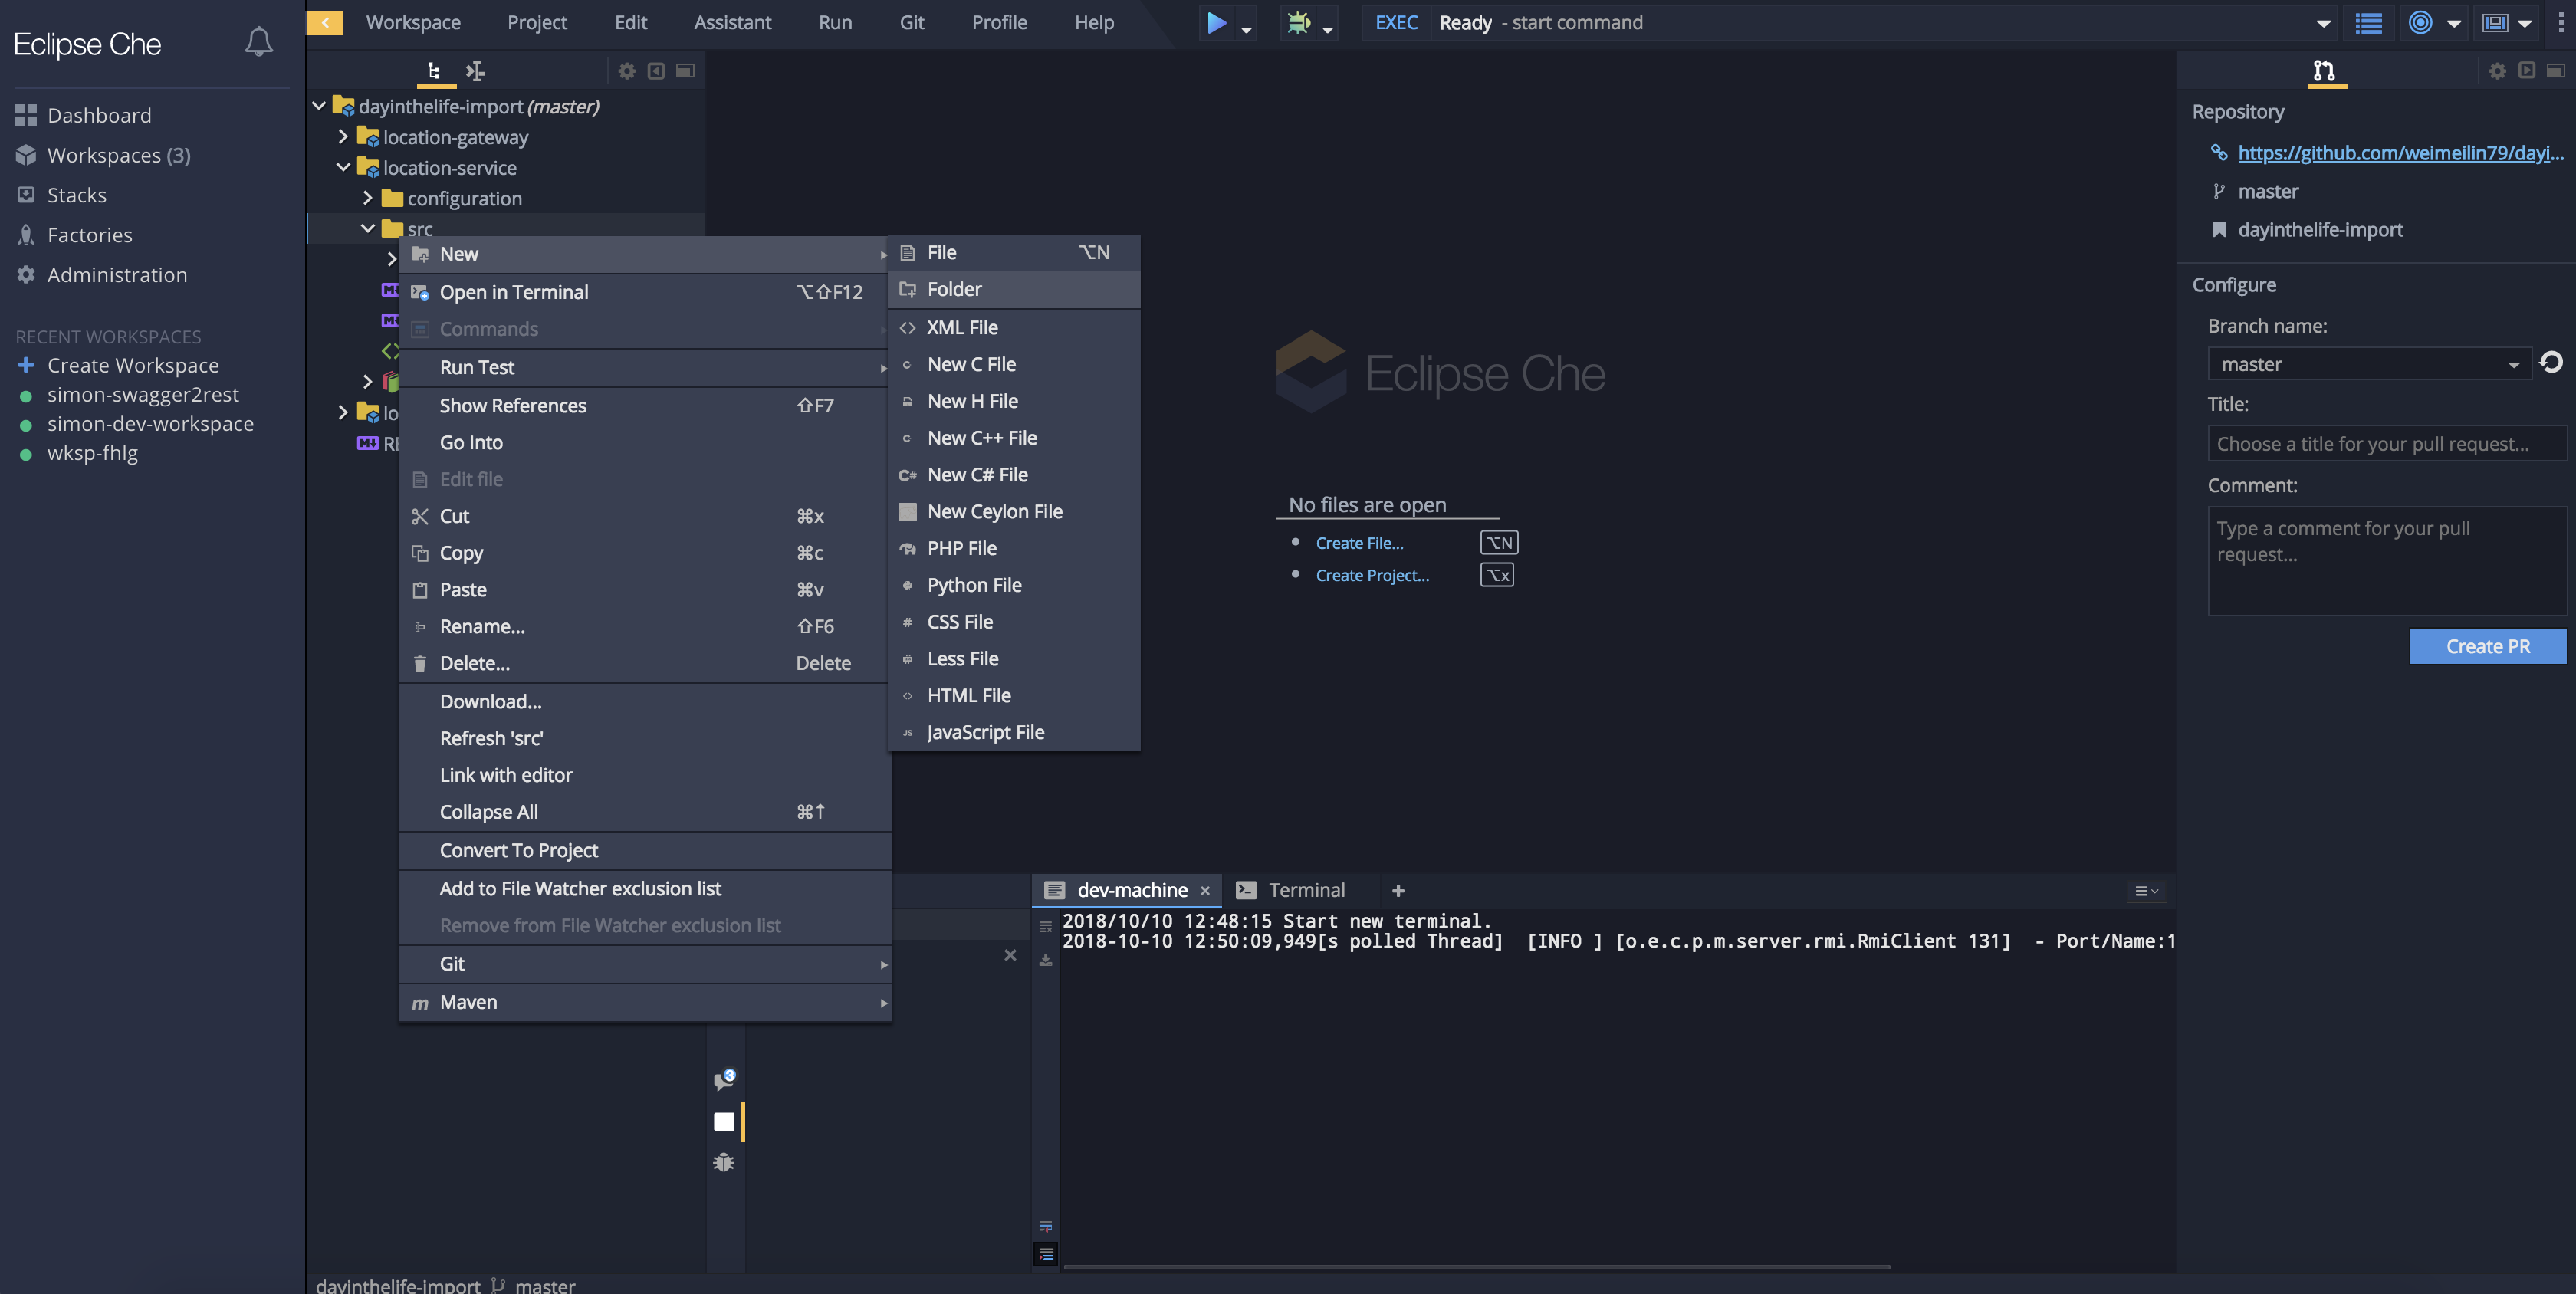 Eclipse Che
Dashboard
Workspaces (3)
Stacks
Factories
Administration
RECENT WORKSPACES
Create Workspace
simon-swagger2rest
simon-dev-workspace
wksp-fhlg
Workspace Project Edit Assistant Run Git Profile Help
EXEC Ready - start command
dayinthelife-import (master)
location-gateway
location-service
configuration
src
lo
RE
New
Open in Terminal ⌥⇧F12
Commands
Run Test
Show References ⇧F7
Go Into
Edit file
Cut ⌘x
Copy ⌘c
Paste ⌘v
Rename... ⇧F6
Delete... Delete
Download...
Refresh 'src'
Link with editor
Collapse All ⌘↑
Convert To Project
Add to File Watcher exclusion list
Remove from File Watcher exclusion list
Git
Maven
File ⌥N
Folder
XML File
New C File
New H File
New C++ File
New C# File
New Ceylon File
PHP File
Python File
CSS File
Less File
HTML File
JavaScript File
Eclipse Che
No files are open
Create File... ⌥N
Create Project... ⌥x
dev-machine × Terminal +
2018/10/10 12:48:15 Start new terminal.
2018-10-10 12:50:09,949[s polled Thread] [INFO ] [o.e.c.p.m.server.rmi.RmiClient 131] - Port/Name:1
Repository
https://github.com/weimeilin79/dayi...
master
dayinthelife-import
Configure
Branch name:
master
Title:
Choose a title for your pull request...
Comment:
Type a comment for your pull
request...
Create PR
dayinthelife-import master